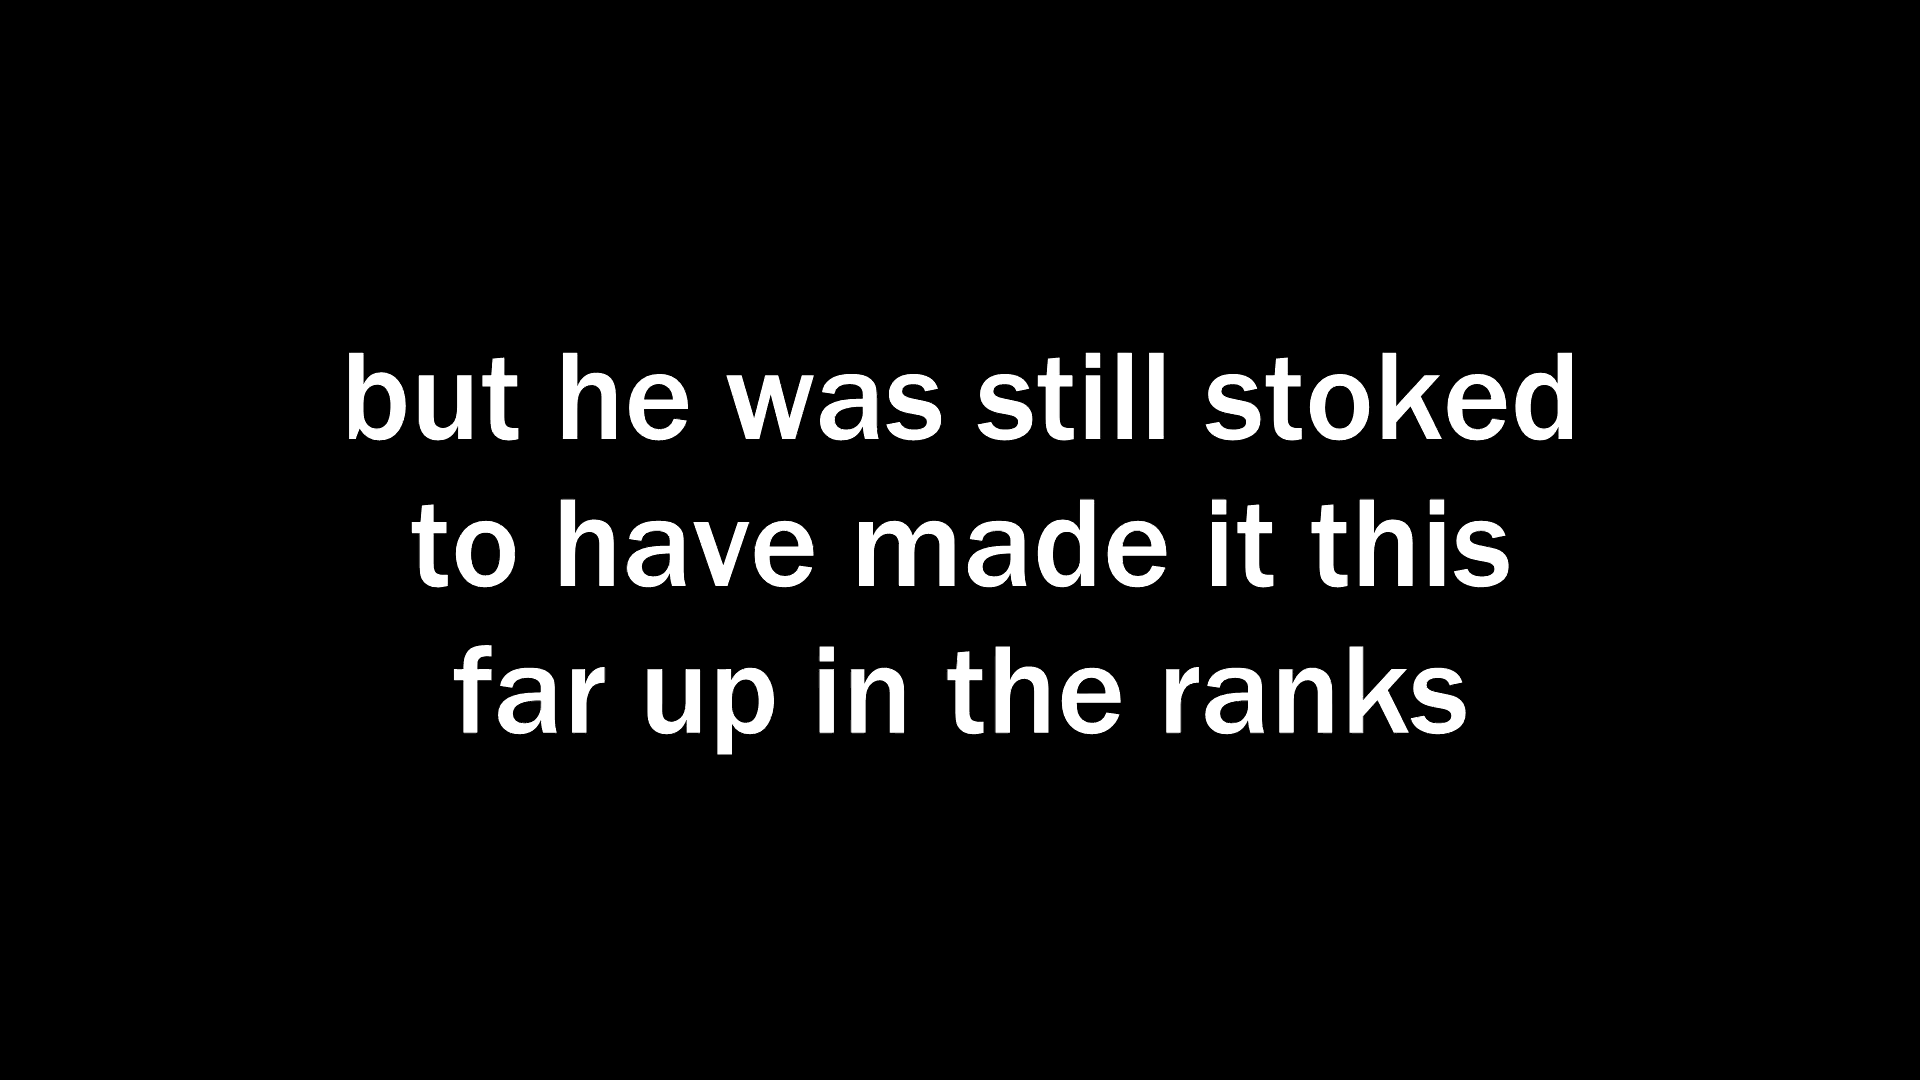 but he was still stoked
to have made it this
far up in the ranks